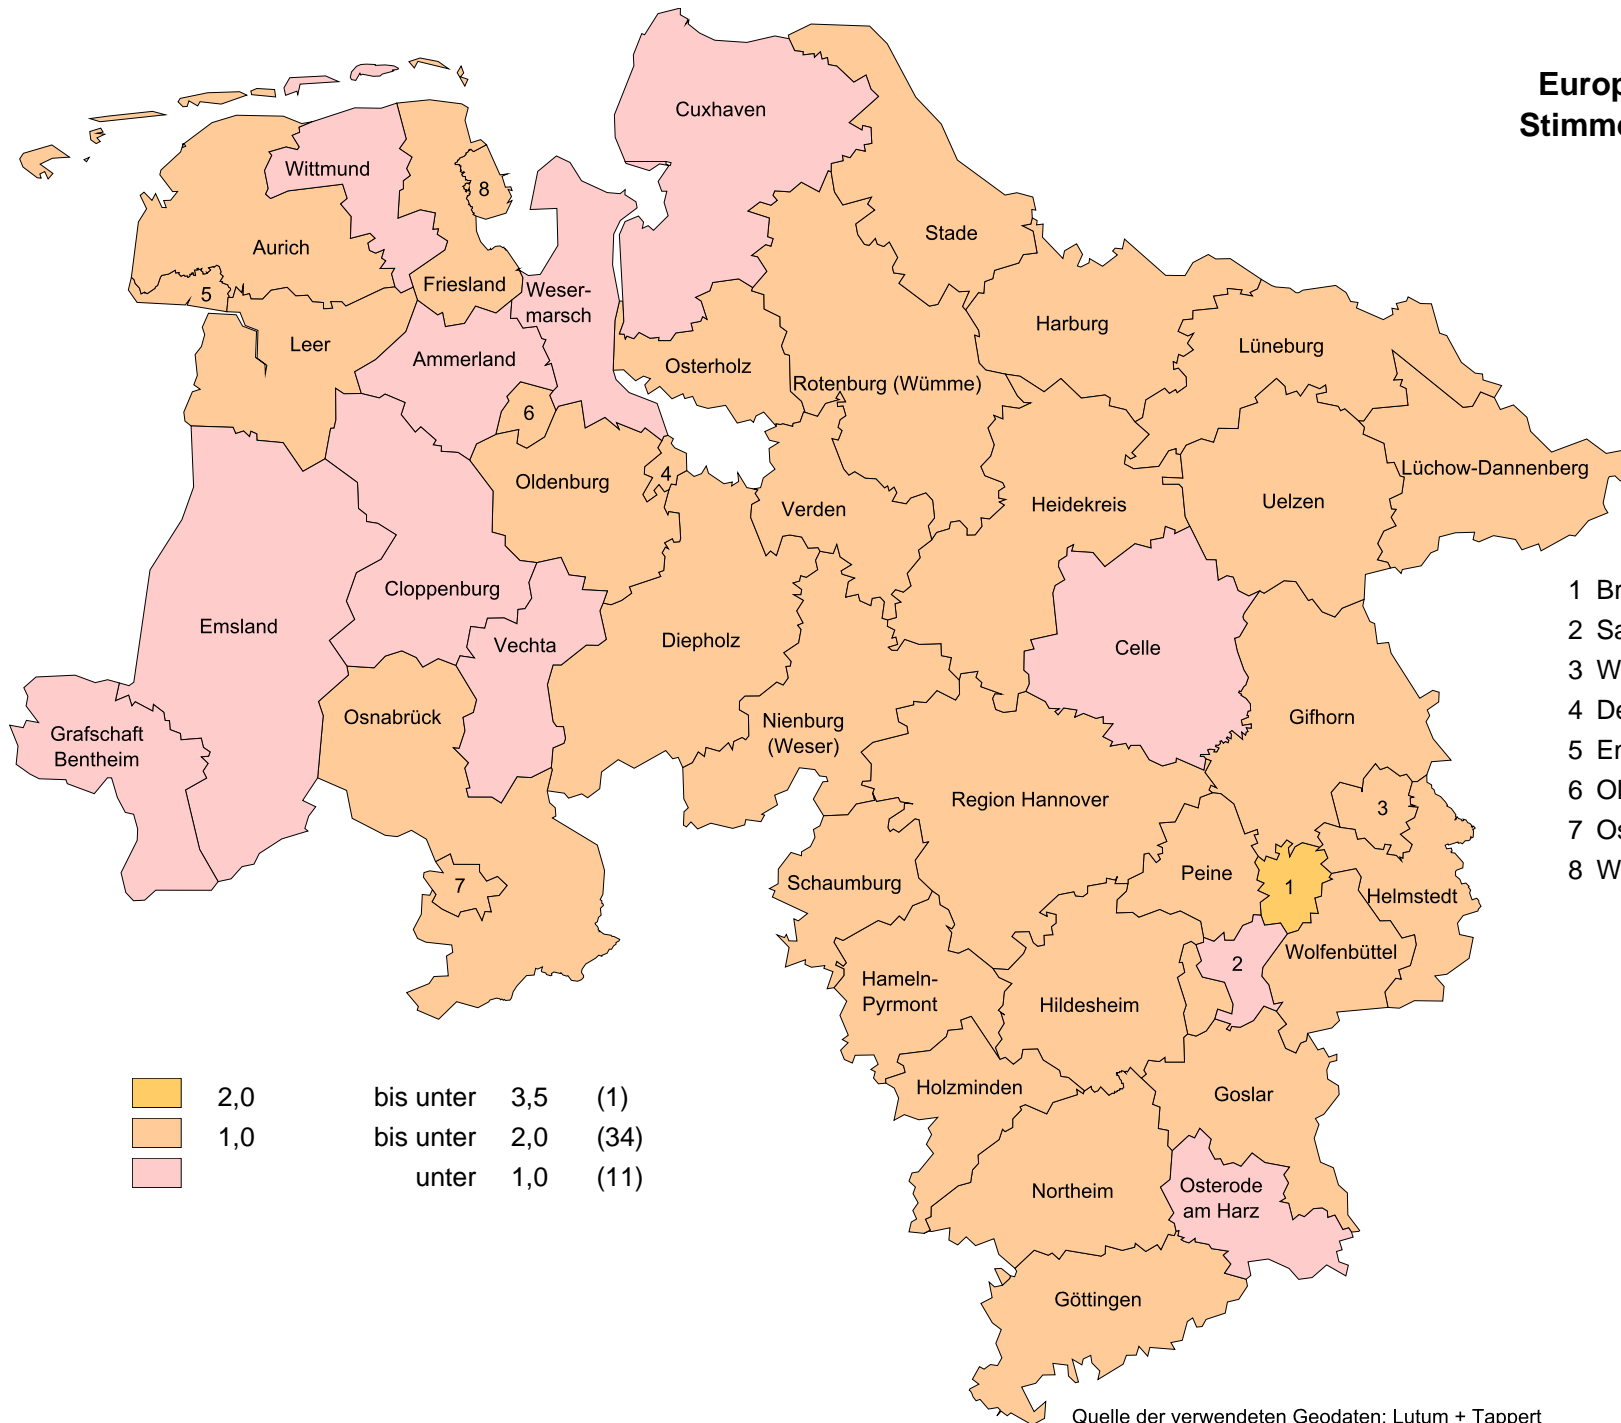 Europ
Stimme
Cuxhaven
Wittmund
8
Stade
Aurich
Friesland
5
Weser-
marsch
Harburg
Leer
Lüneburg
Ammerland
Osterholz
Rotenburg (Wümme)
6
Lüchow-Dannenberg
4
Oldenburg
Uelzen
Heidekreis
Verden
1 Br
Cloppenburg
Emsland
2 Sa
Diepholz
Vechta
Celle
3 W
4 De
Osnabrück
Gifhorn
Nienburg
(Weser)
Grafschaft
Bentheim
5 Er
6 Ol
Region Hannover
3
7 Os
8 W
Peine
Schaumburg
7
1
Helmstedt
Wolfenbüttel
2
Hameln-
Pyrmont
Hildesheim
Holzminden
Goslar
2,0 bis unter 3,5 (1)
1,0 bis unter 2,0 (34)
unter 1,0 (11)
Northeim
Osterode
am Harz
Göttingen
Quelle der verwendeten Geodaten: Lutum + Tappert